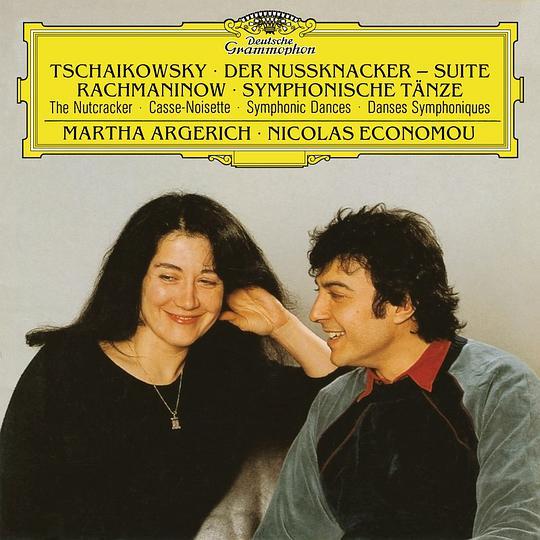 Deutsche
Grammophon
TSCHAIKOWSKY · DER NUSSKNACKER – SUITE
RACHMANINOW · SYMPHONISCHE TÄNZE
The Nutcracker · Casse-Noisette · Symphonic Dances · Danses Symphoniques
MARTHA ARGERICH · NICOLAS ECONOMOU